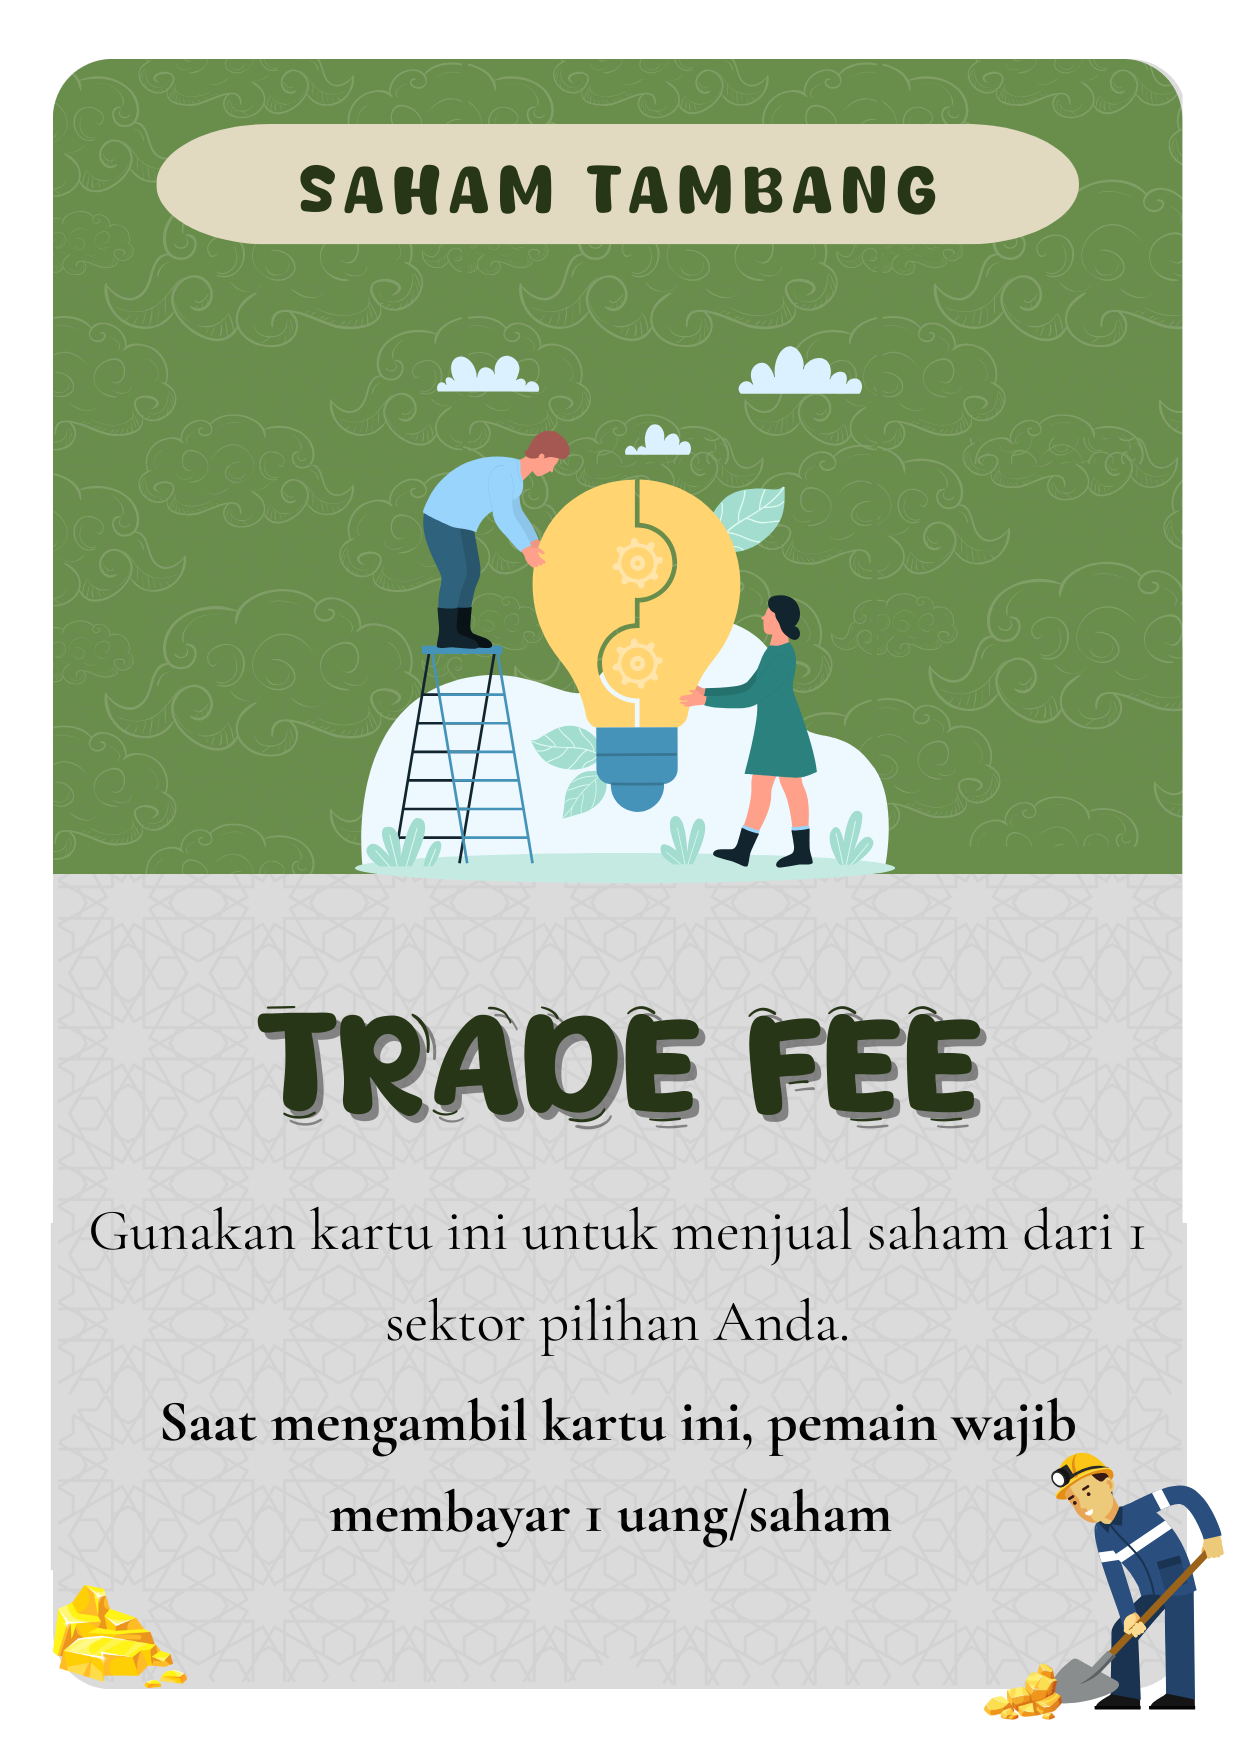 SAHAM TAMBANG
TRADE FEE
Gunakan kartu ini untuk menjual saham dari 1
sektor pilihan Anda.
Saat mengambil kartu ini, pemain wajib
membayar 1 uang/saham